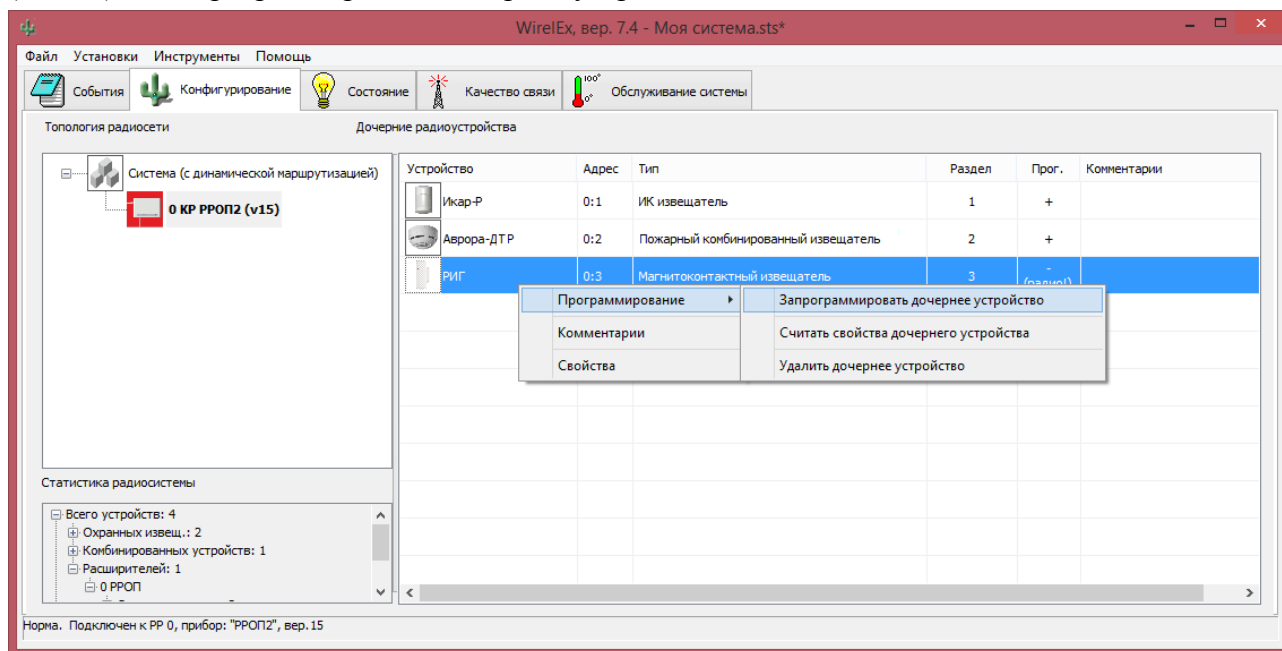 WirelEx, вер. 7.4 - Моя система.sts*
Файл Установки Инструменты Помощь
События Конфигурирование Состояние Качество связи 100° 0° Обслуживание системы
Топология радиосети Дочерние радиоустройства
Система (с динамической маршрутизацией)
0 КР РРОП2 (v15)
Устройство Адрес Тип Раздел Прог. Комментарии
Икар-Р 0:1 ИК извещатель 1 +
Аврора-ДТР 0:2 Пожарный комбинированный извещатель 2 +
РИГ 0:3 Магнитоконтактный извещатель 3 - (радио!)
Программирование Запрограммировать дочернее устройство
Комментарии Считать свойства дочернего устройства
Свойства Удалить дочернее устройство
Статистика радиосистемы
Всего устройств: 4
Охранных извещ.: 2
Комбинированных устройств: 1
Расширителей: 1
0 РРОП
Норма. Подключен к РР 0, прибор: "РРОП2", вер.15